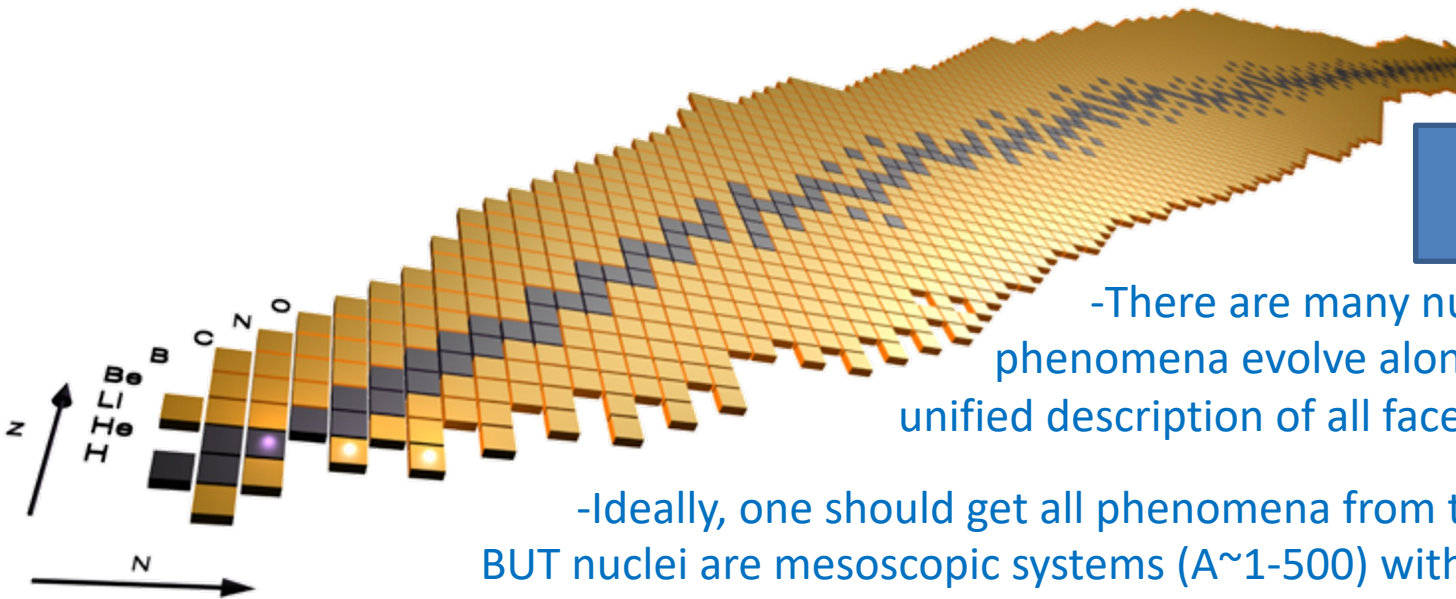 O
N
C
B
Be
Li
He
H
Z
N
-There are many nu
phenomena evolve alon
unified description of all face
-Ideally, one should get all phenomena from t
BUT nuclei are mesoscopic systems (A~1-500) with